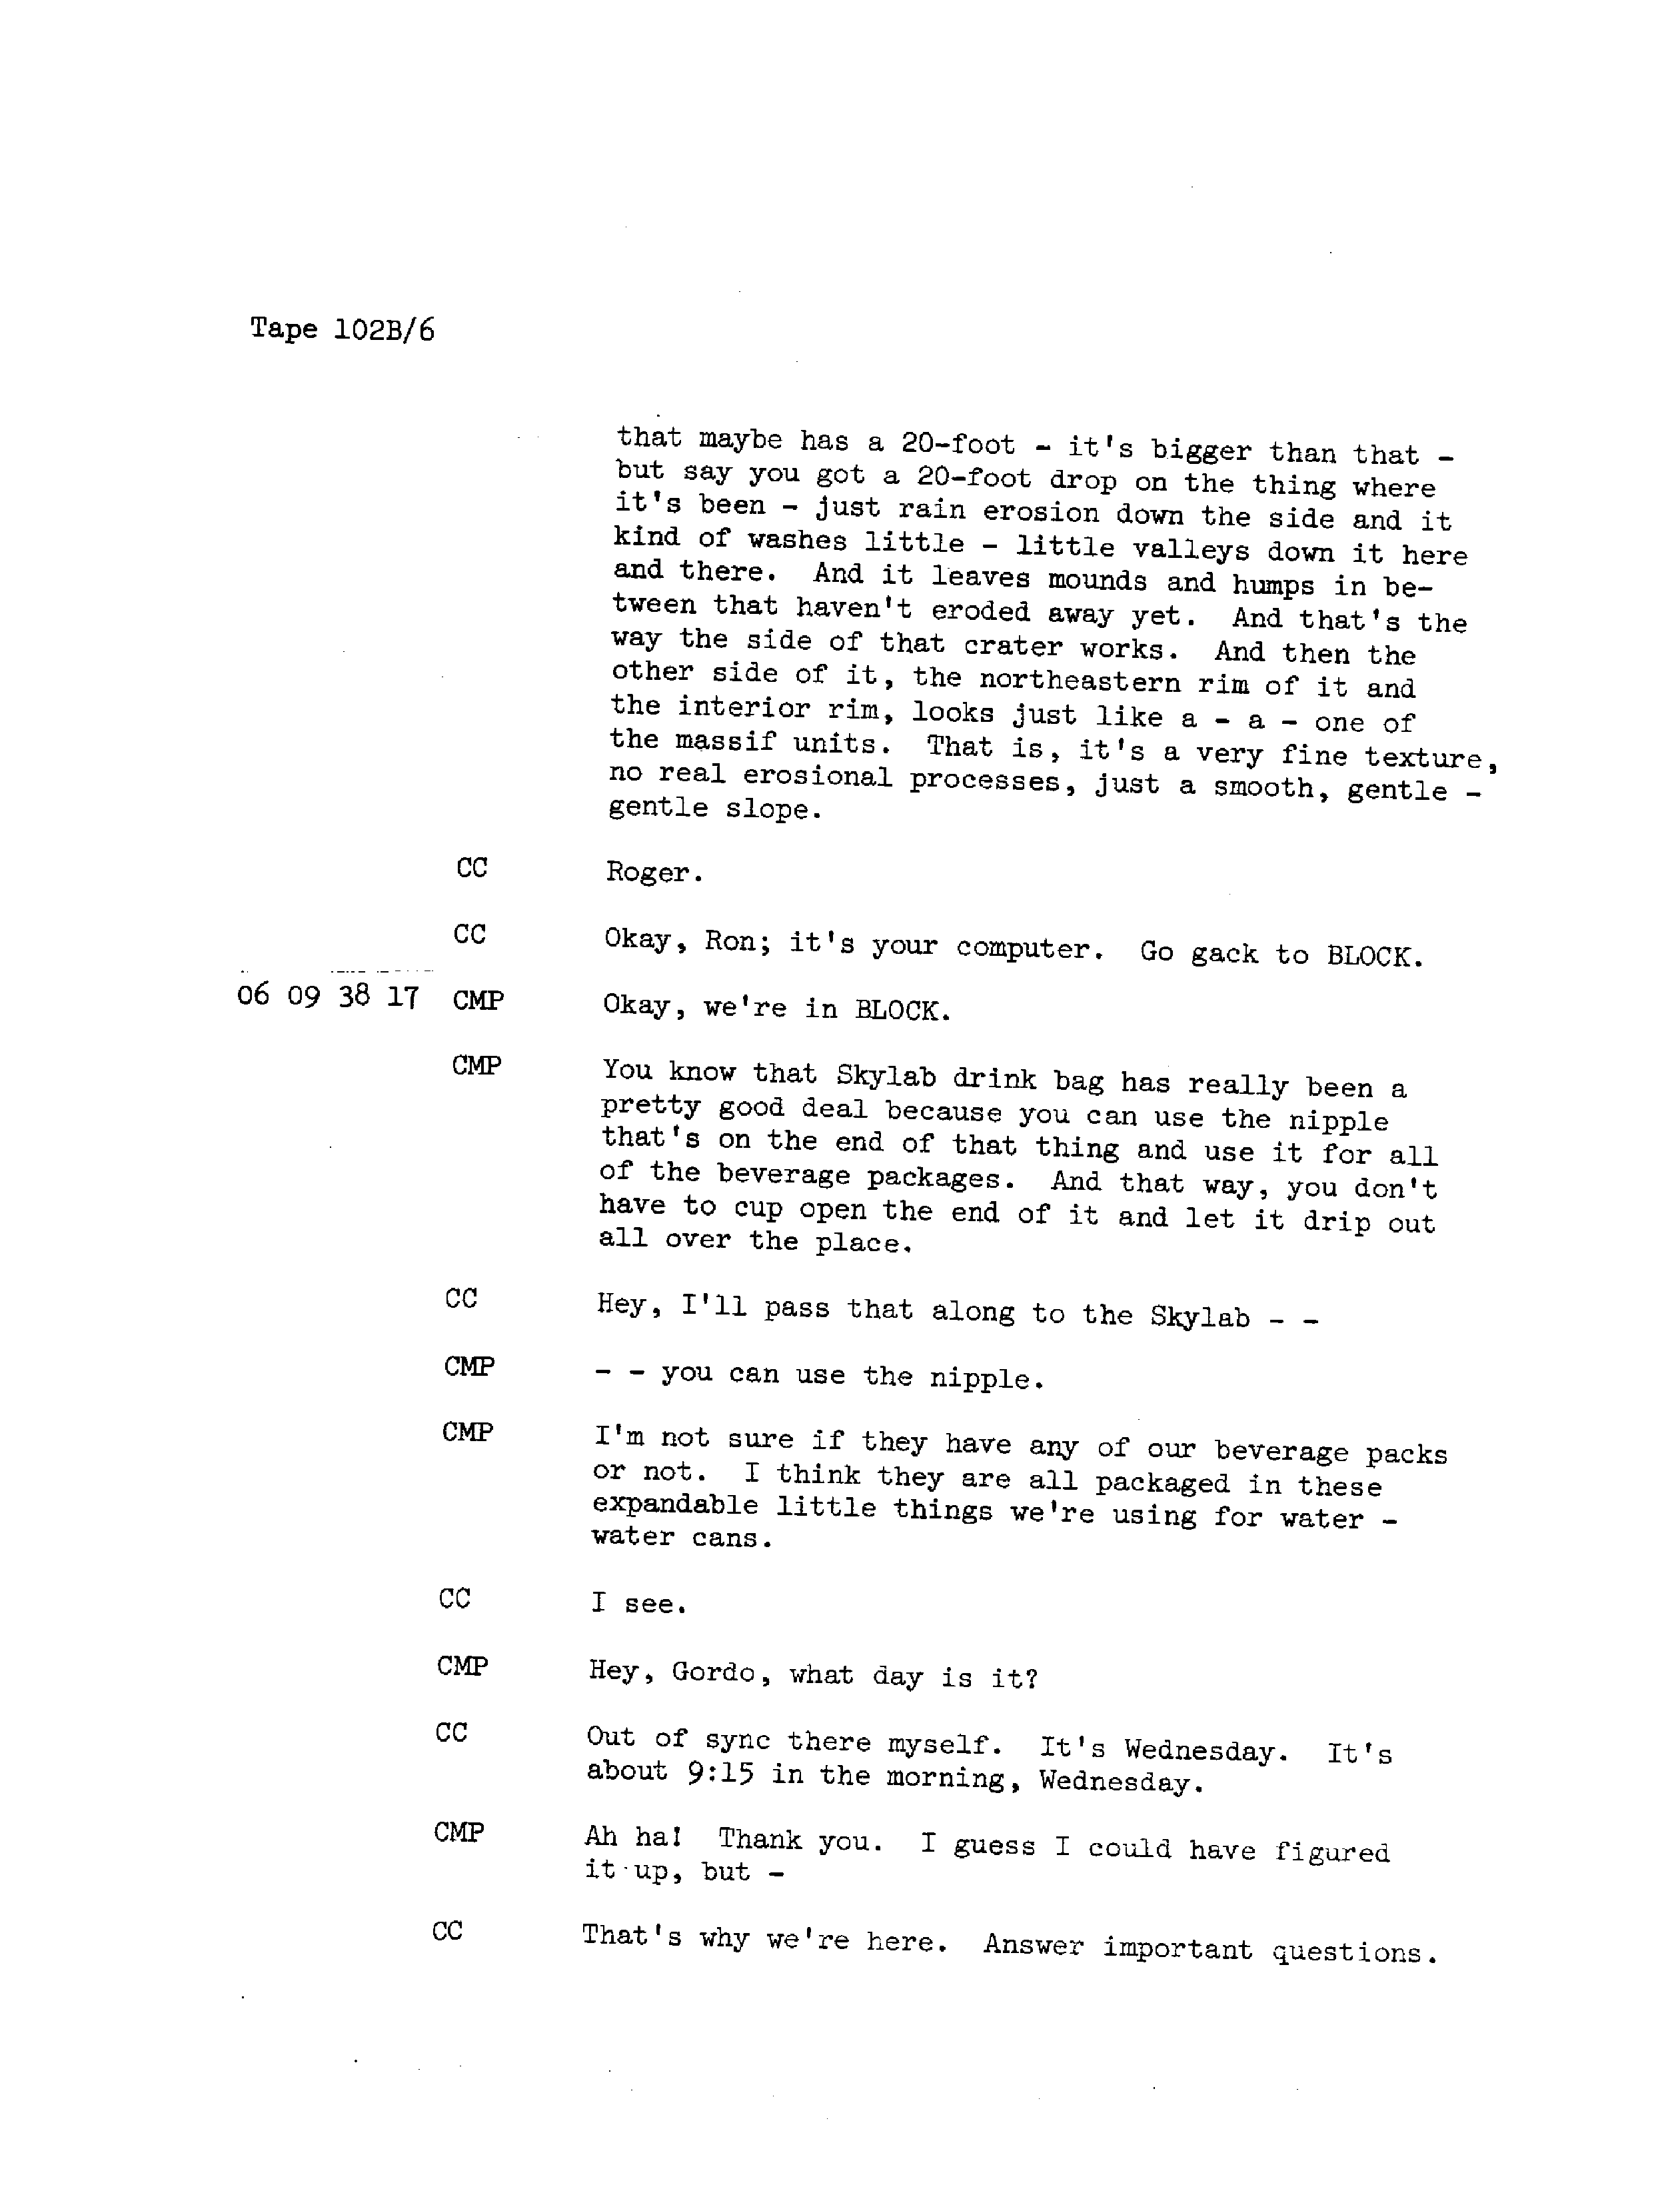 Tape 102B/6
that maybe has a 20-foot - it's bigger than that -
but say you got a 20-foot drop on the thing where
it's been - just rain erosion down the side and it
kind of washes little - little valleys down it here
and there. And it leaves mounds and humps in be-
tween that haven't eroded away yet. And that's the
way the side of that crater works. And then the
other side of it, the northeastern rim of it and
the interior rim, looks just like a - a - one of
the massif units. That is, it's a very fine texture,
no real erosional processes, just a smooth, gentle -
gentle slope.
CC Roger.
CC Okay, Ron; it's your computer. Go gack to BLOCK.
06 09 38 17 CMP Okay, we're in BLOCK.
CMP You know that Skylab drink bag has really been a
pretty good deal because you can use the nipple
that's on the end of that thing and use it for all
of the beverage packages. And that way, you don't
have to cup open the end of it and let it drip out
all over the place.
CC Hey, I'll pass that along to the Skylab - -
CMP - - you can use the nipple.
CMP I'm not sure if they have any of our beverage packs
or not. I think they are all packaged in these
expandable little things we're using for water -
water cans.
CC I see.
CMP Hey, Gordo, what day is it?
CC Out of sync there myself. It's Wednesday. It's
about 9:15 in the morning, Wednesday.
CMP Ah ha! Thank you. I guess I could have figured
it up, but -
CC That's why we're here. Answer important questions.